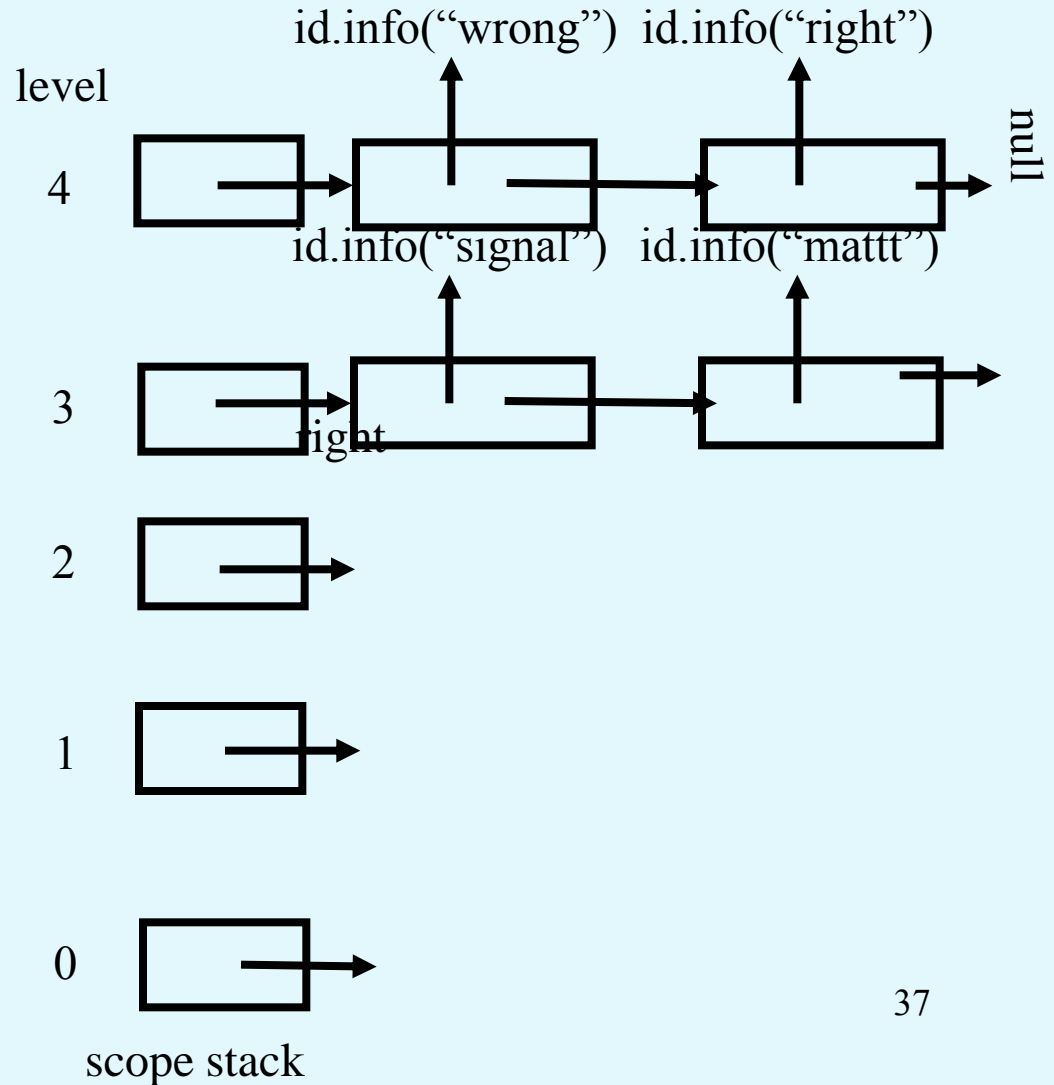 id.info(“wrong”) id.info(“right”)
level
null
4
id.info(“signal”) id.info(“mattt”)
3
right
2
1
0
37
scope stack